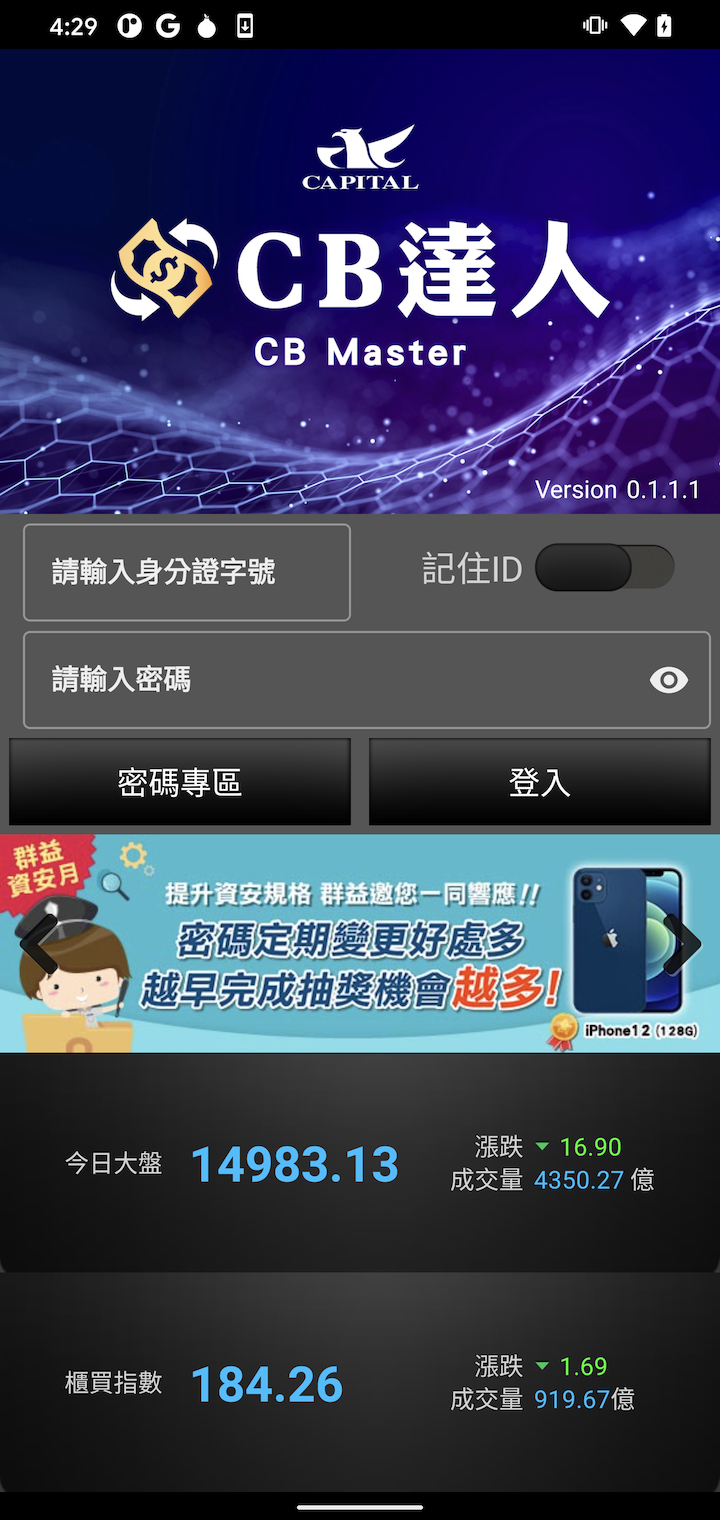 4:29
CAPITAL
CB達人
CB Master
Version 0.1.1.1
請輸入身分證字號
記住ID
請輸入密碼
密碼專區
登入
群益
資安月
提升資安規格 群益邀您一同響應!!
密碼定期變更好處多
越早完成抽獎機會越多!
iPhone12 (128G)
今日大盤 14983.13
漲跌 ▼ 16.90
成交量 4350.27 億
櫃買指數 184.26
漲跌 ▼ 1.69
成交量 919.67億